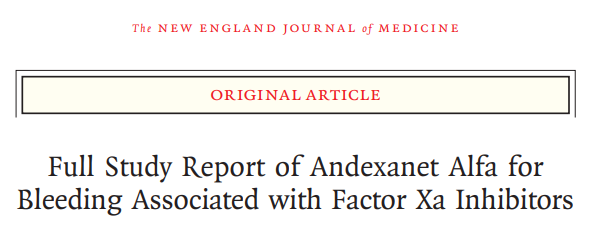 The NEW ENGLAND JOURNAL of MEDICINE
ORIGINAL ARTICLE
Full Study Report of Andexanet Alfa for
Bleeding Associated with Factor Xa Inhibitors